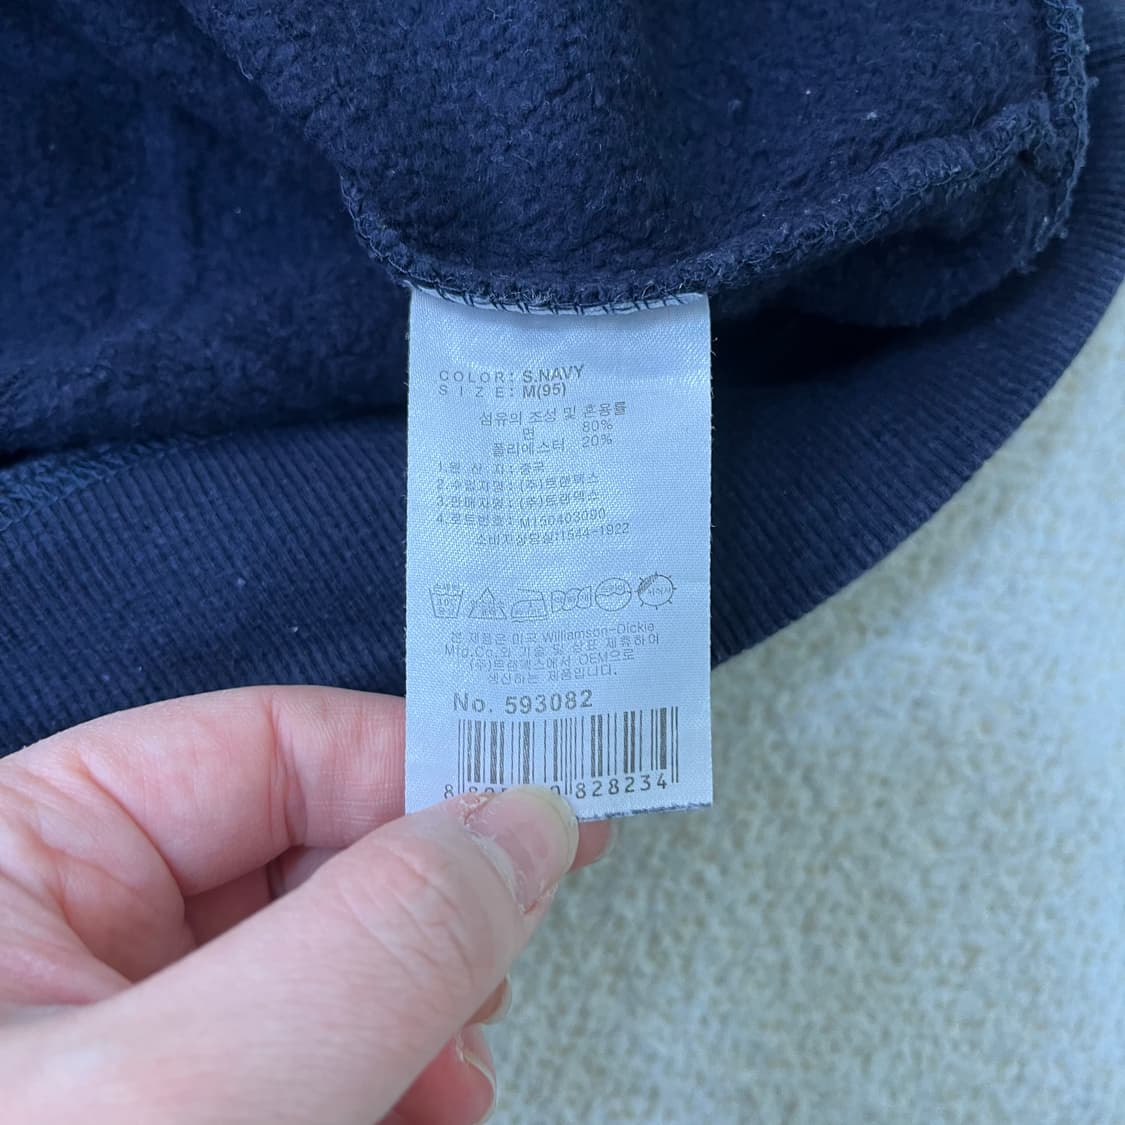 COLOR: S.NAVY
SIZE: M(95)
섬유의 조성 및 혼용률
면 80%
폴리에스터 20%
1.원 산 지: 중국
2.수입자명: (주)트랜덱스
3.판매자명: (주)트랜덱스
4.로트번호: M150403090
소비자상담실:1544-1922
본 제품은 미국 Williamson-Dickie
Mfg.Co.와 기술 및 상표 제휴하여
(주)트랜덱스에서 OEM으로
생산하는 제품입니다.
No. 593082
828234